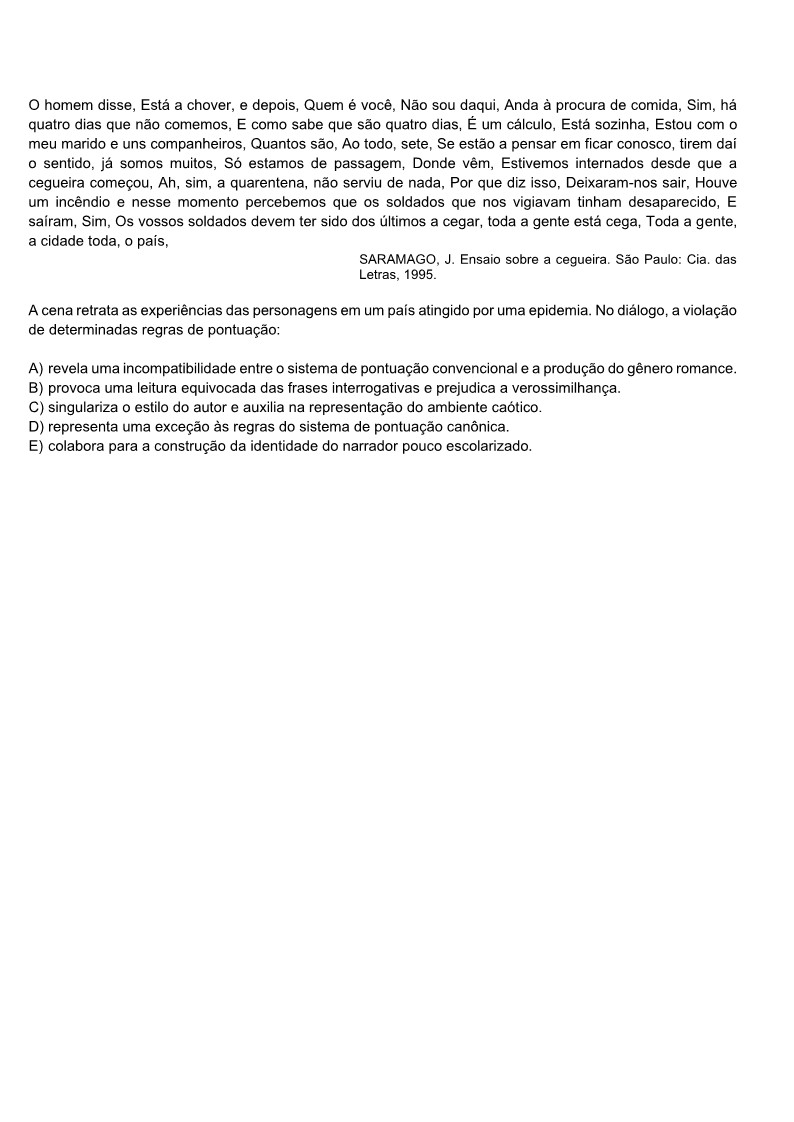 O homem disse, Está a chover, e depois, Quem é você, Não sou daqui, Anda à procura de comida, Sim, há
quatro dias que não comemos, E como sabe que são quatro dias, É um cálculo, Está sozinha, Estou com o
meu marido e uns companheiros, Quantos são, Ao todo, sete, Se estão a pensar em ficar conosco, tirem daí
o sentido, já somos muitos, Só estamos de passagem, Donde vêm, Estivemos internados desde que a
cegueira começou, Ah, sim, a quarentena, não serviu de nada, Por que diz isso, Deixaram-nos sair, Houve
um incêndio e nesse momento percebemos que os soldados que nos vigiavam tinham desaparecido, E
saíram, Sim, Os vossos soldados devem ter sido dos últimos a cegar, toda a gente está cega, Toda a gente,
a cidade toda, o país,
SARAMAGO, J. Ensaio sobre a cegueira. São Paulo: Cia. das
Letras, 1995.
A cena retrata as experiências das personagens em um país atingido por uma epidemia. No diálogo, a violação
de determinadas regras de pontuação:
A) revela uma incompatibilidade entre o sistema de pontuação convencional e a produção do gênero romance.
B) provoca uma leitura equivocada das frases interrogativas e prejudica a verossimilhança.
C) singulariza o estilo do autor e auxilia na representação do ambiente caótico.
D) representa uma exceção às regras do sistema de pontuação canônica.
E) colabora para a construção da identidade do narrador pouco escolarizado.